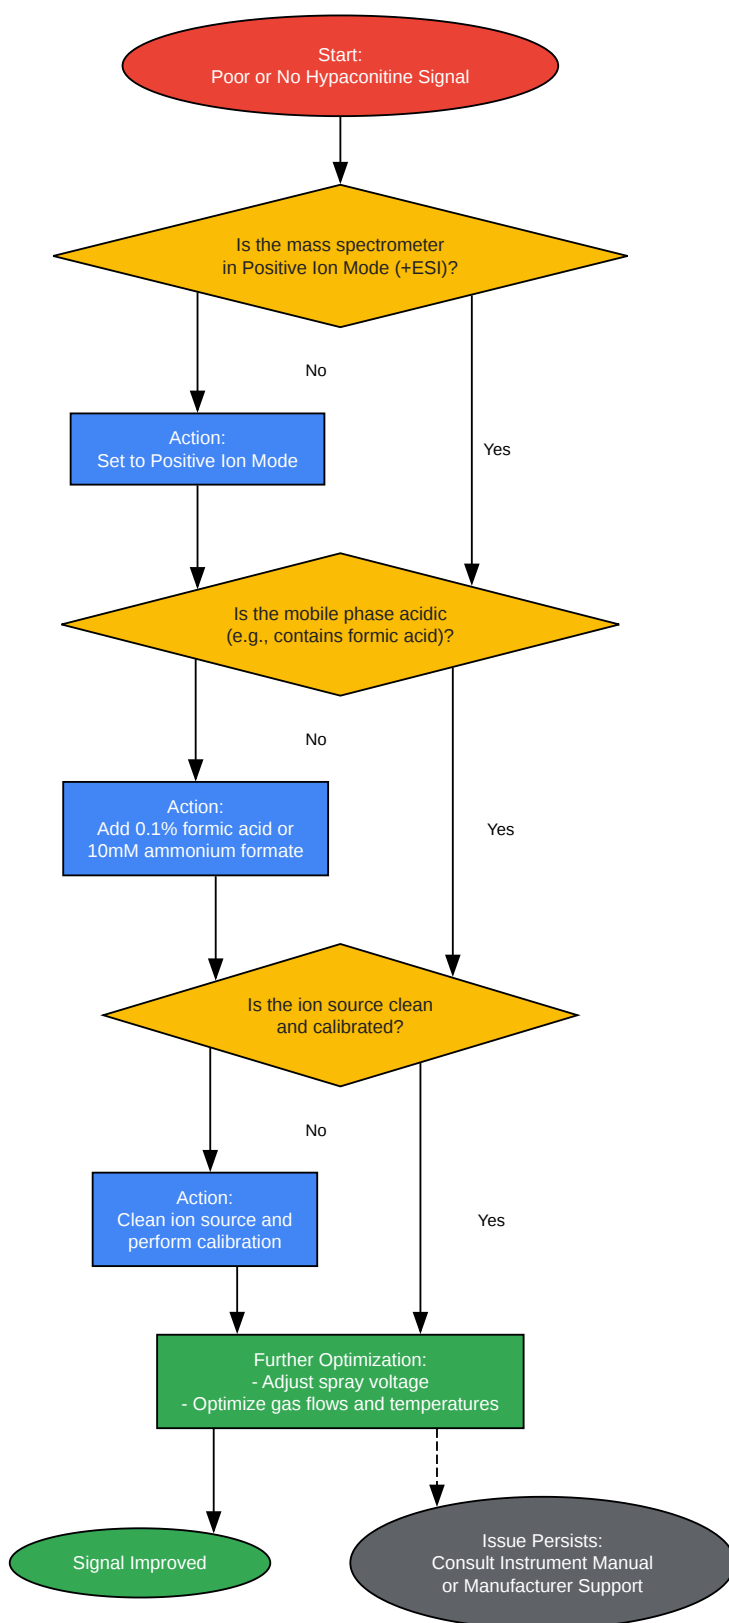 Start:
Poor or No Hypaconitine Signal
Is the mass spectrometer
in Positive Ion Mode (+ESI)?
No
Action:
Set to Positive Ion Mode
Yes
Is the mobile phase acidic
(e.g., contains formic acid)?
No
Action:
Add 0.1% formic acid or
10mM ammonium formate
Yes
Is the ion source clean
and calibrated?
No
Action:
Clean ion source and
perform calibration
Yes
Further Optimization:
- Adjust spray voltage
- Optimize gas flows and temperatures
Signal Improved
Issue Persists:
Consult Instrument Manual
or Manufacturer Support